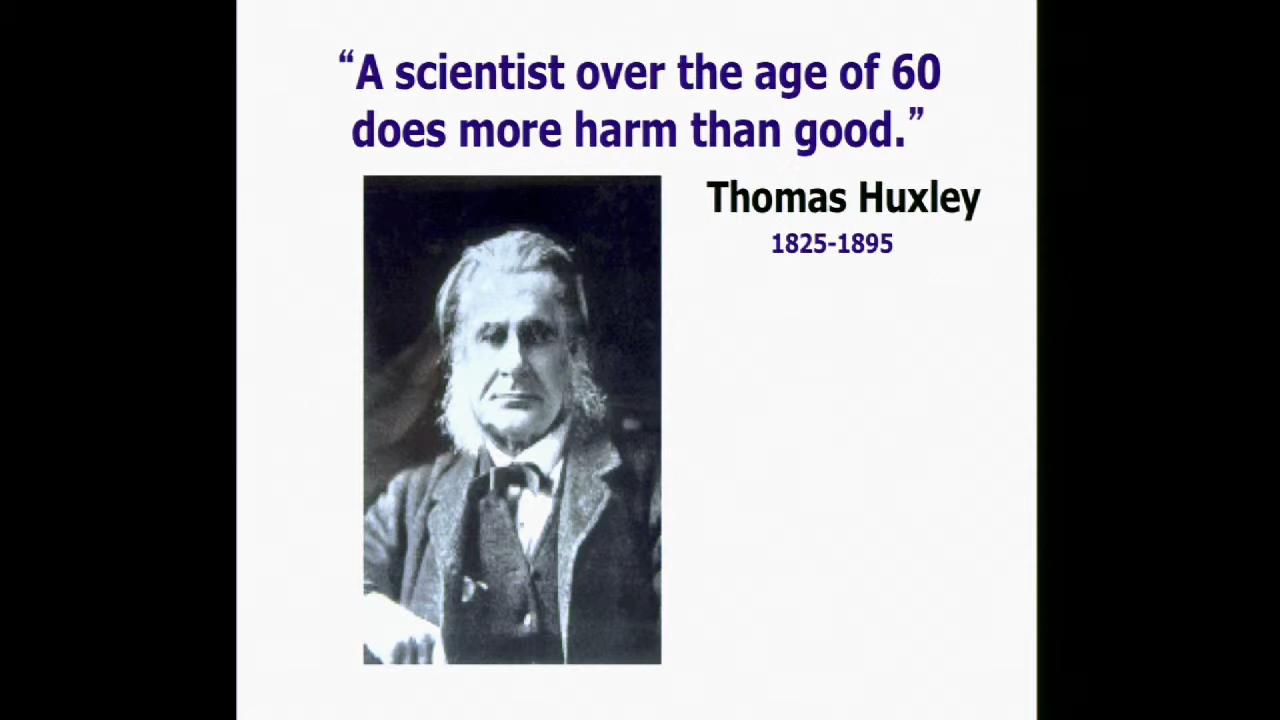 “A scientist over the age of 60
does more harm than good.”
Thomas Huxley
1825-1895